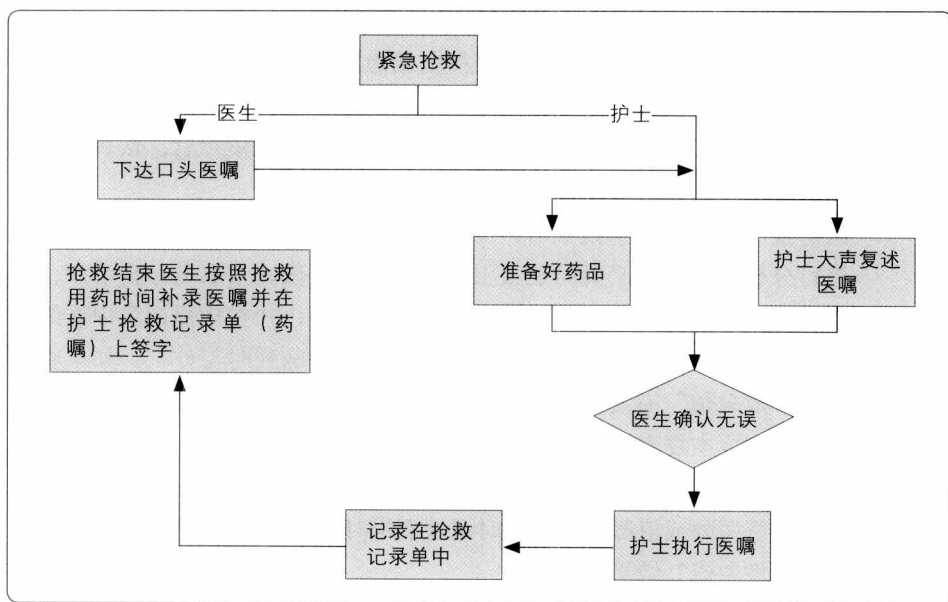 紧急抢救
医生
护士
下达口头医嘱
准备好药品
护士大声复述
医嘱
抢救结束医生按照抢救
用药时间补录医嘱并在
护士抢救记录单（药
嘱）上签字
医生确认无误
记录在抢救
记录单中
护士执行医嘱